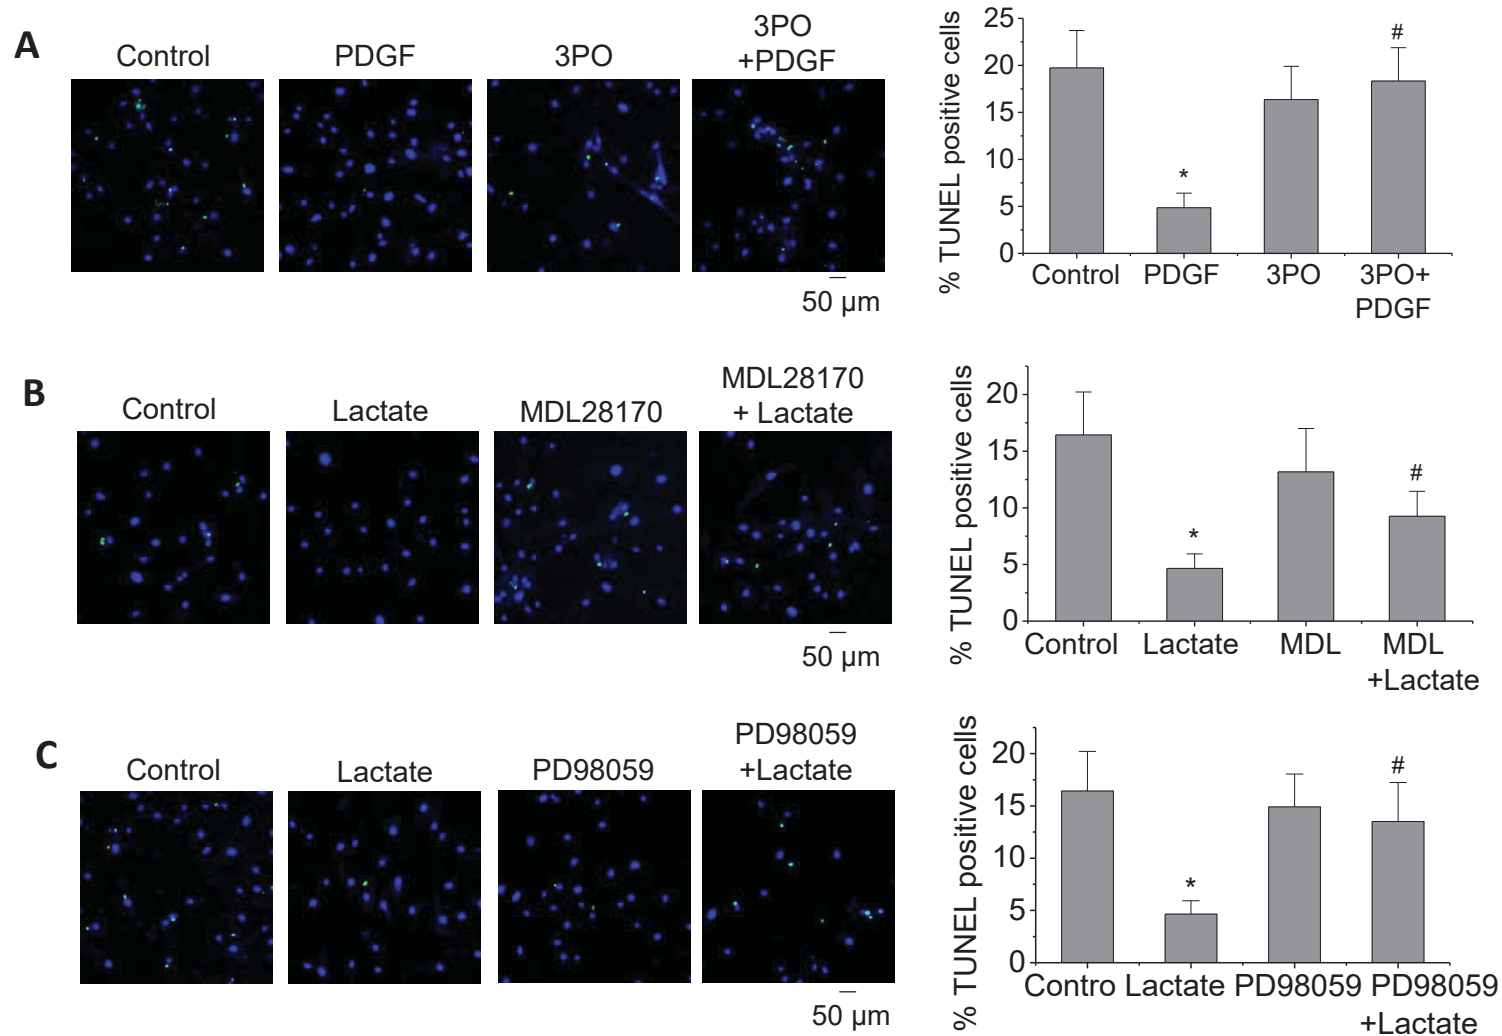 A
Control
PDGF
3PO
3PO
+PDGF
50 µm
% TUNEL positive cells
25
20
15
10
5
0
*
#
Control
PDGF
3PO
3PO+
PDGF
B
Control
Lactate
MDL28170
MDL28170
+ Lactate
50 µm
% TUNEL positive cells
20
15
10
5
0
*
#
Control
Lactate
MDL
MDL
+Lactate
C
Control
Lactate
PD98059
PD98059
+Lactate
50 µm
% TUNEL positive cells
20
15
10
5
0
*
#
Contro
Lactate
PD98059
PD98059
+Lactate